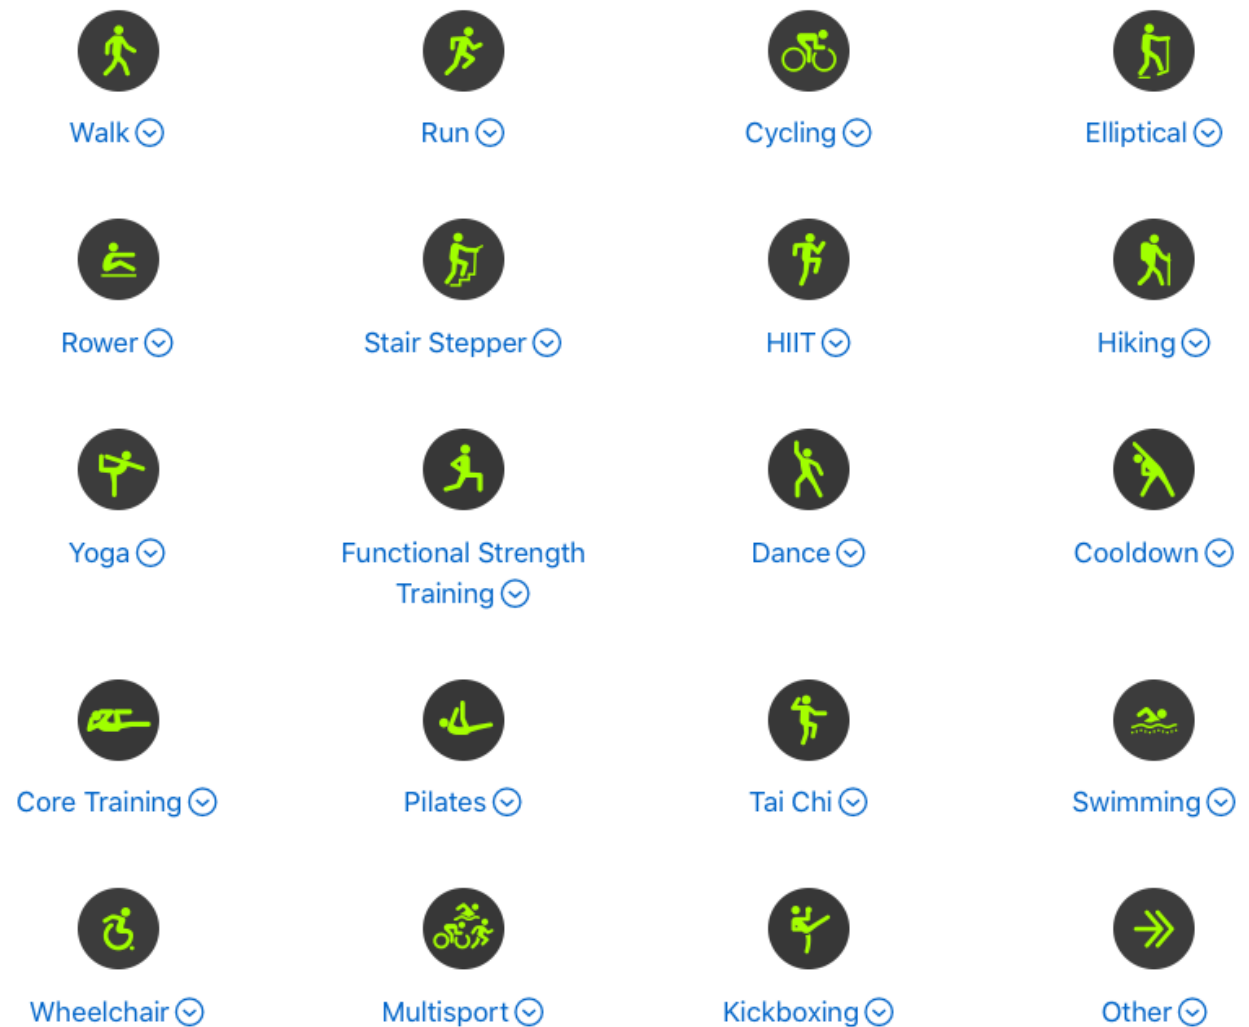 Walk
Run
Cycling
Elliptical
Rower
Stair Stepper
HIIT
Hiking
Yoga
Functional Strength
Training
Dance
Cooldown
Core Training
Pilates
Tai Chi
Swimming
Wheelchair
Multisport
Kickboxing
Other